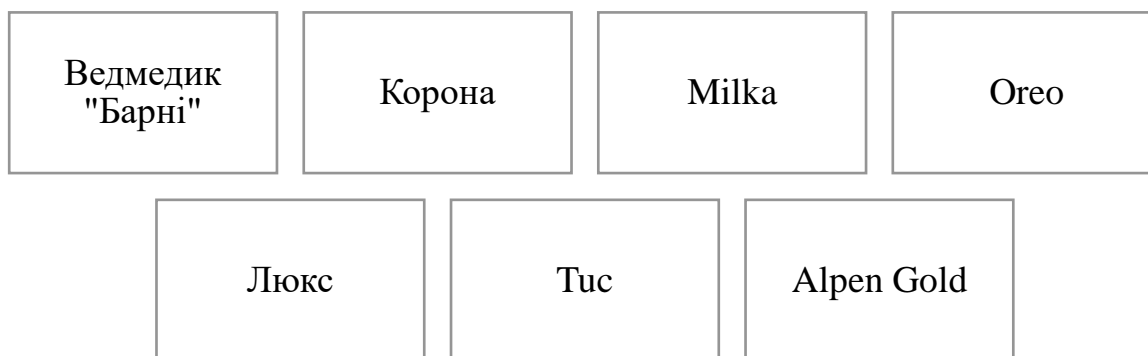 Ведмедик
"Барні"
Корона
Milka
Oreo
Люкс
Tuc
Alpen Gold